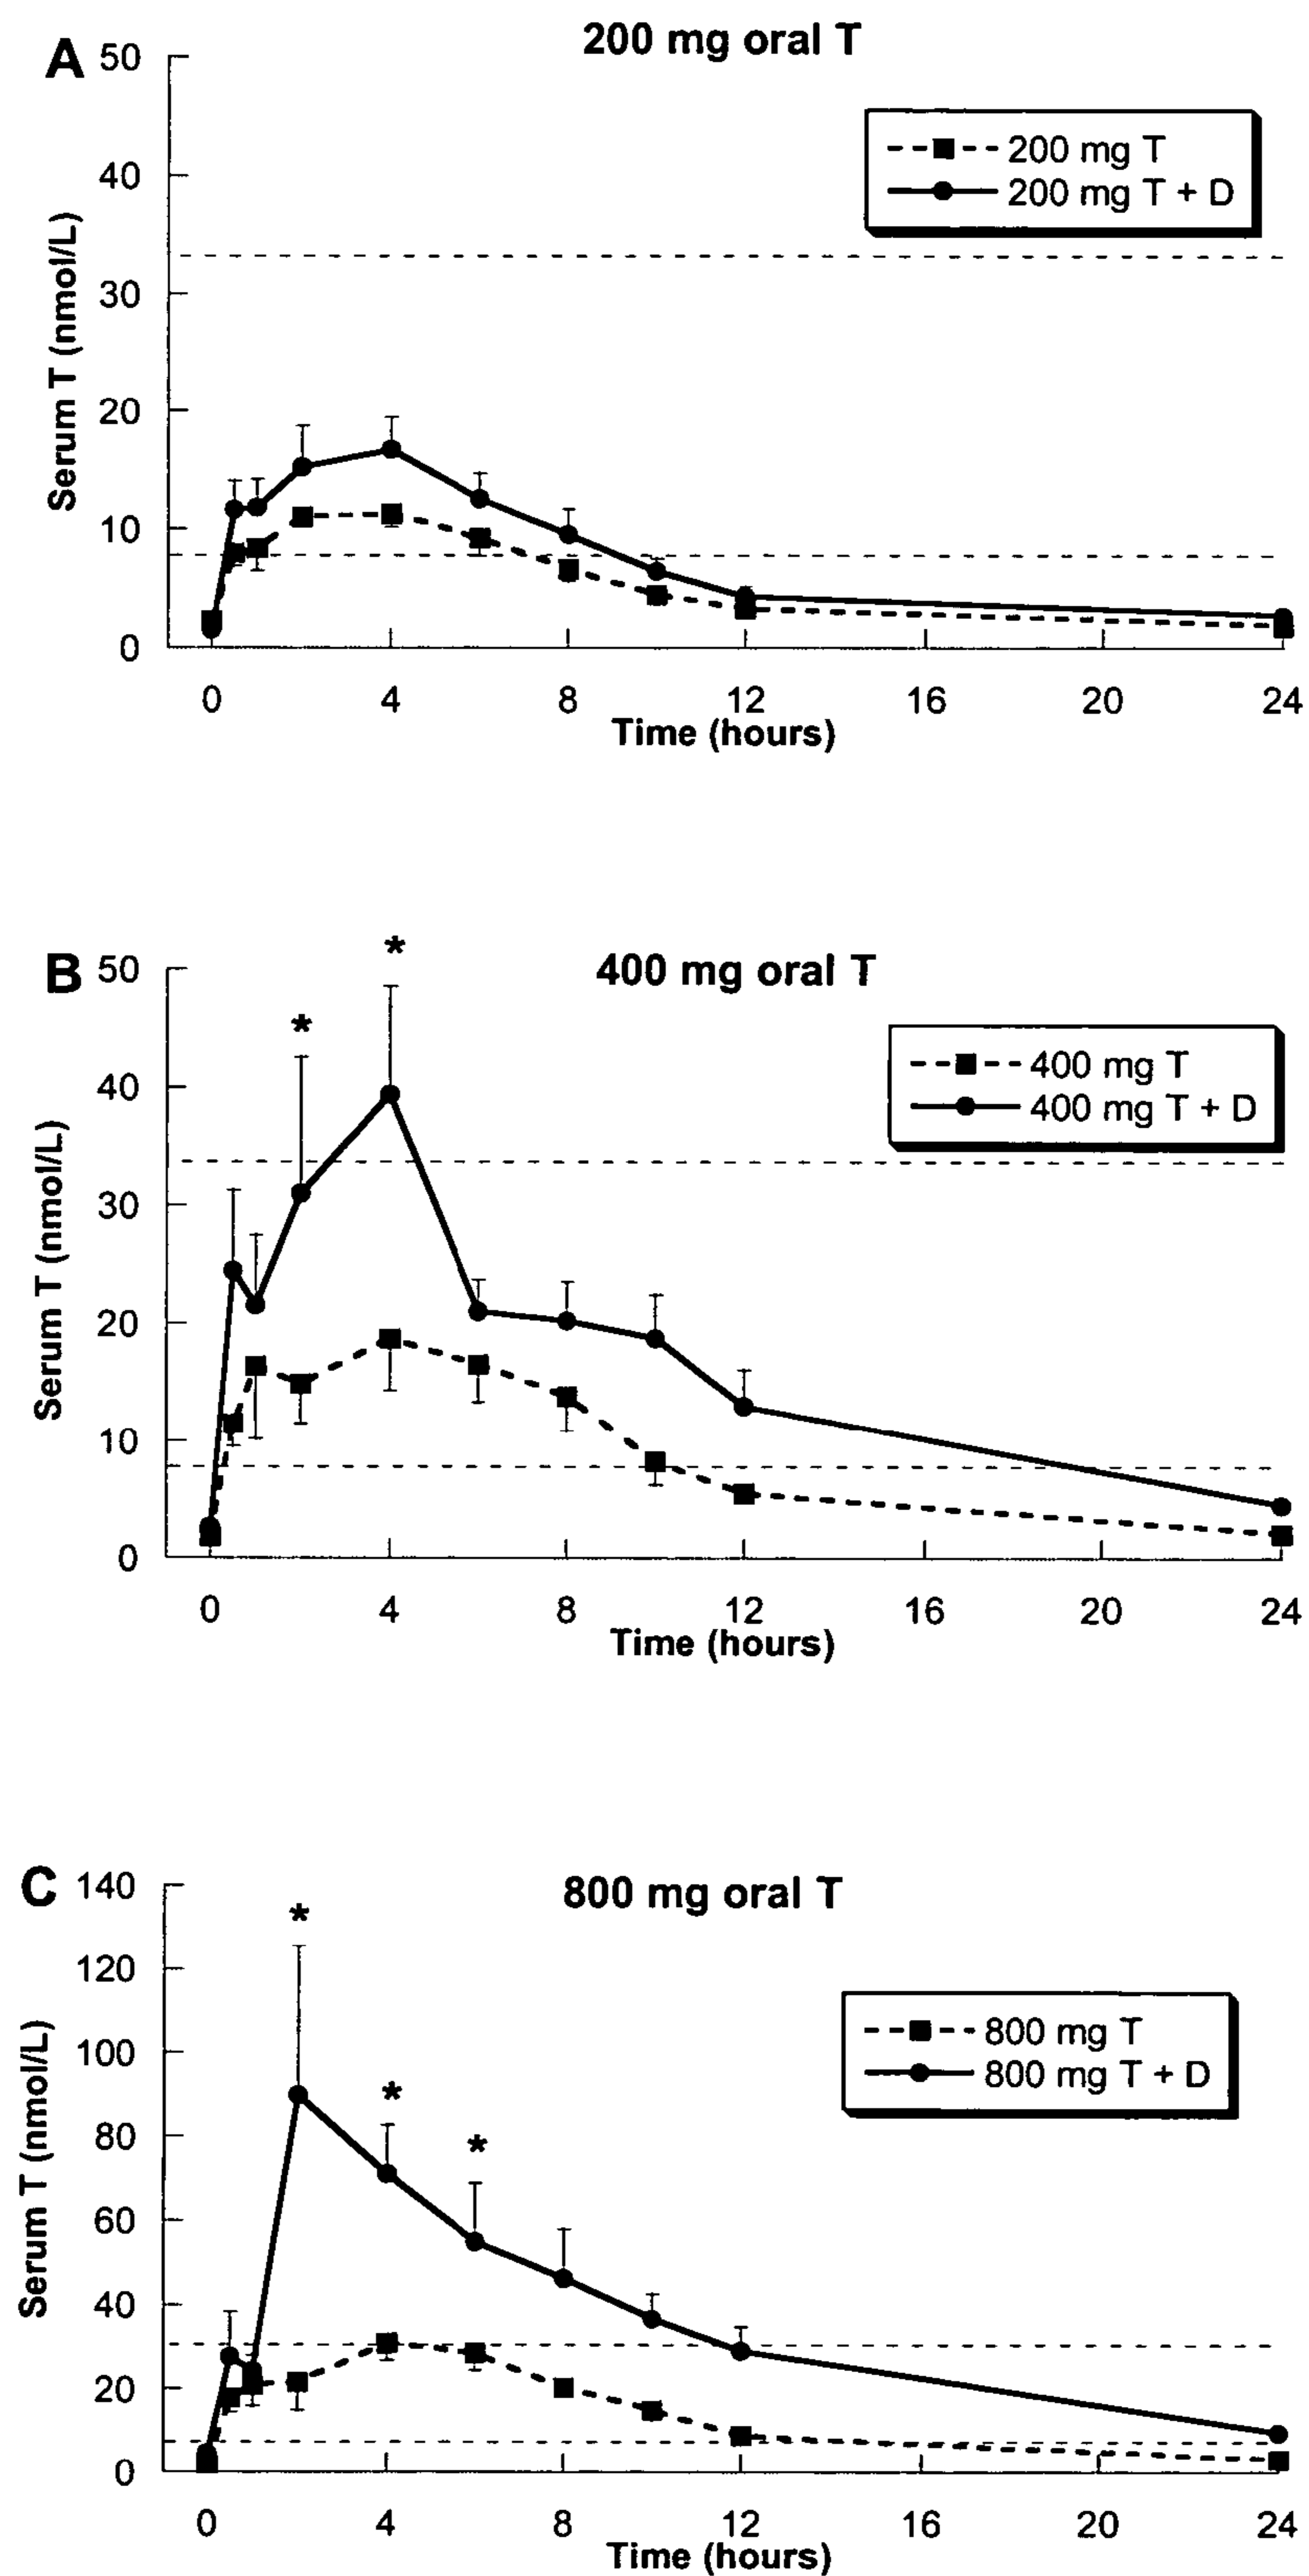 A
200 mg oral T
50
40
30
20
10
0
Serum T (nmol/L)
200 mg T
200 mg T + D
0 4 8 12 16 20 24
Time (hours)
B
400 mg oral T
50
40
30
20
10
0
Serum T (nmol/L)
*
*
400 mg T
400 mg T + D
0 4 8 12 16 20 24
Time (hours)
C
800 mg oral T
140
120
100
80
60
40
20
0
Serum T (nmol/L)
*
*
*
800 mg T
800 mg T + D
0 4 8 12 16 20 24
Time (hours)